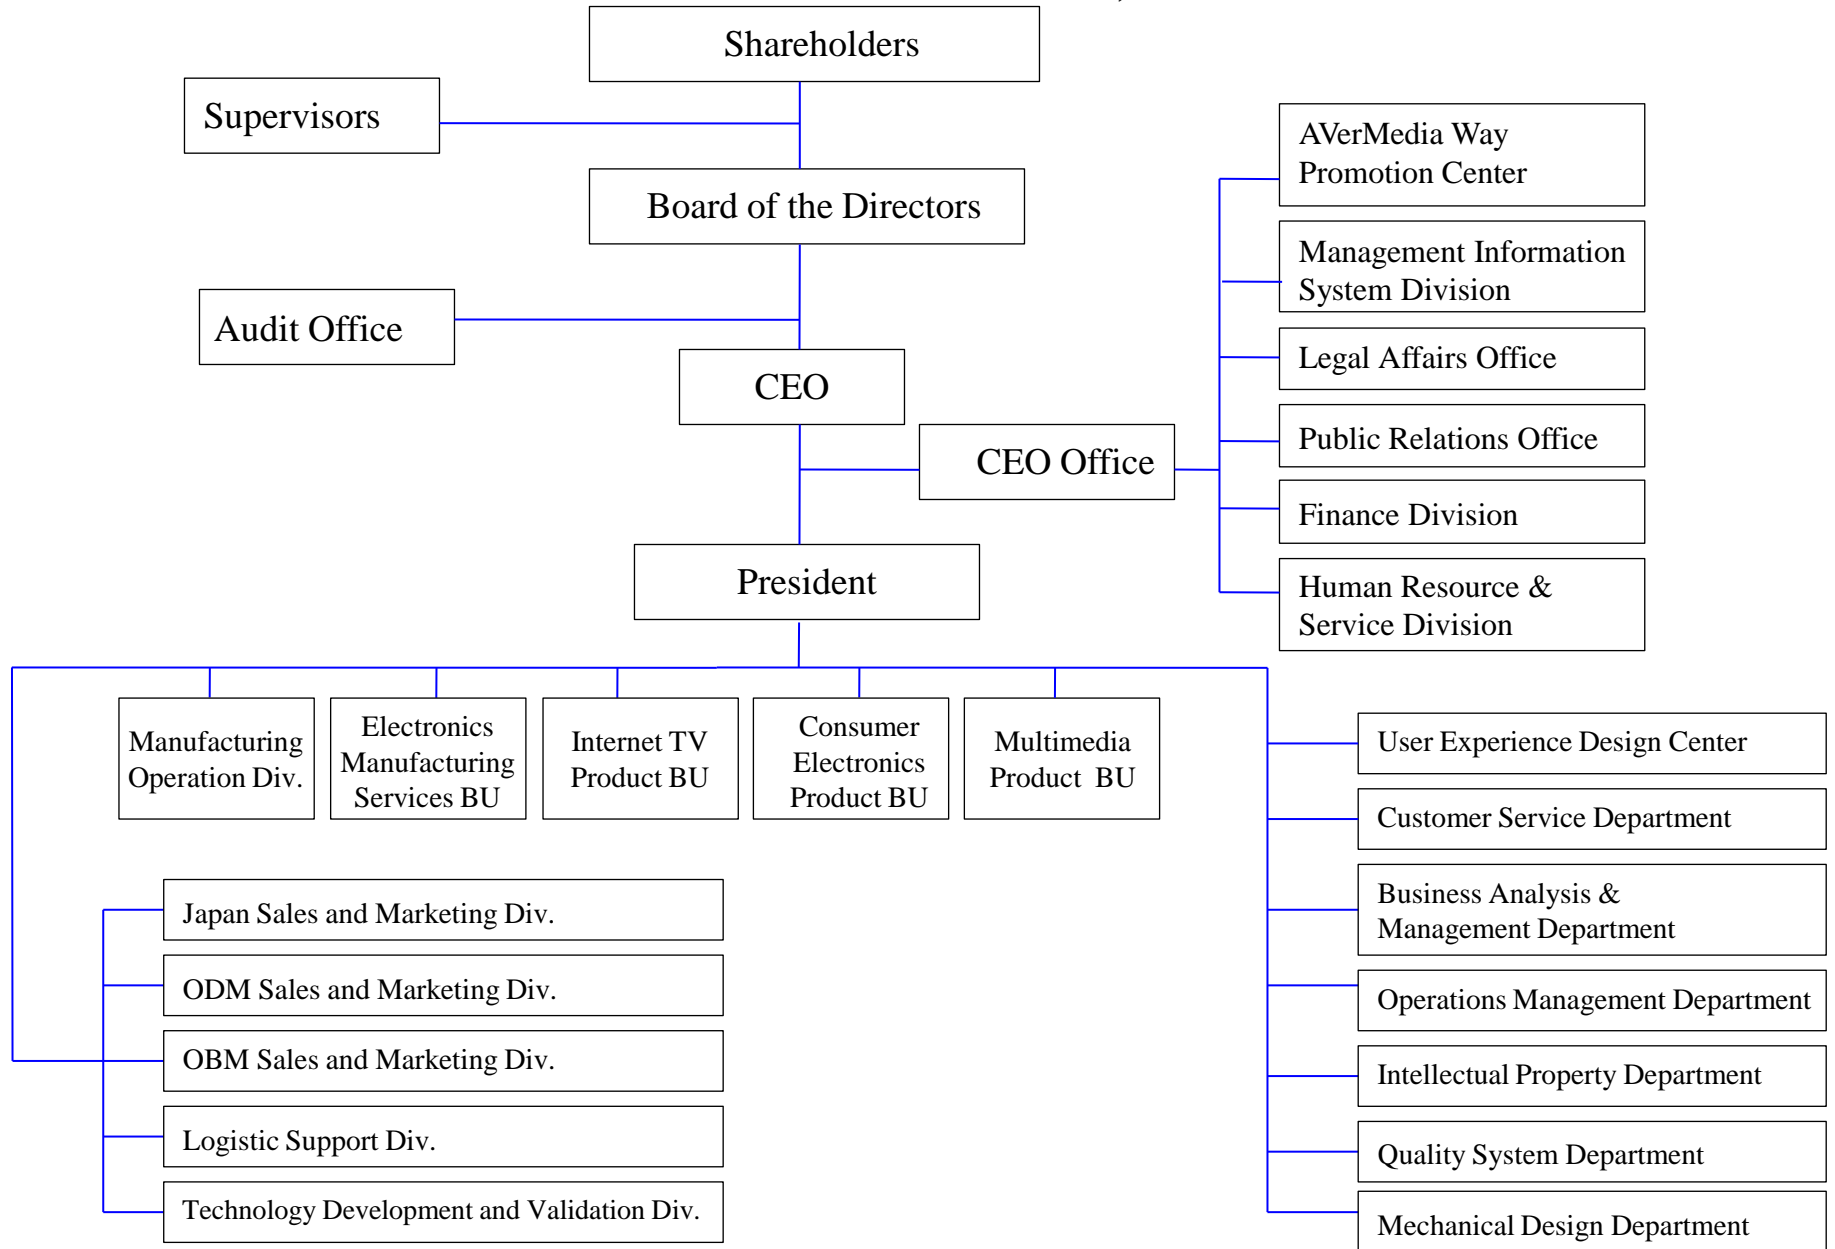 Shareholders
Supervisors
Board of the Directors
Audit Office
CEO
CEO Office
President
AVerMedia Way
Promotion Center
Management Information
System Division
Legal Affairs Office
Public Relations Office
Finance Division
Human Resource &
Service Division
Manufacturing
Operation Div.
Electronics
Manufacturing
Services BU
Internet TV
Product BU
Consumer
Electronics
Product BU
Multimedia
Product BU
Japan Sales and Marketing Div.
ODM Sales and Marketing Div.
OBM Sales and Marketing Div.
Logistic Support Div.
Technology Development and Validation Div.
User Experience Design Center
Customer Service Department
Business Analysis &
Management Department
Operations Management Department
Intellectual Property Department
Quality System Department
Mechanical Design Department